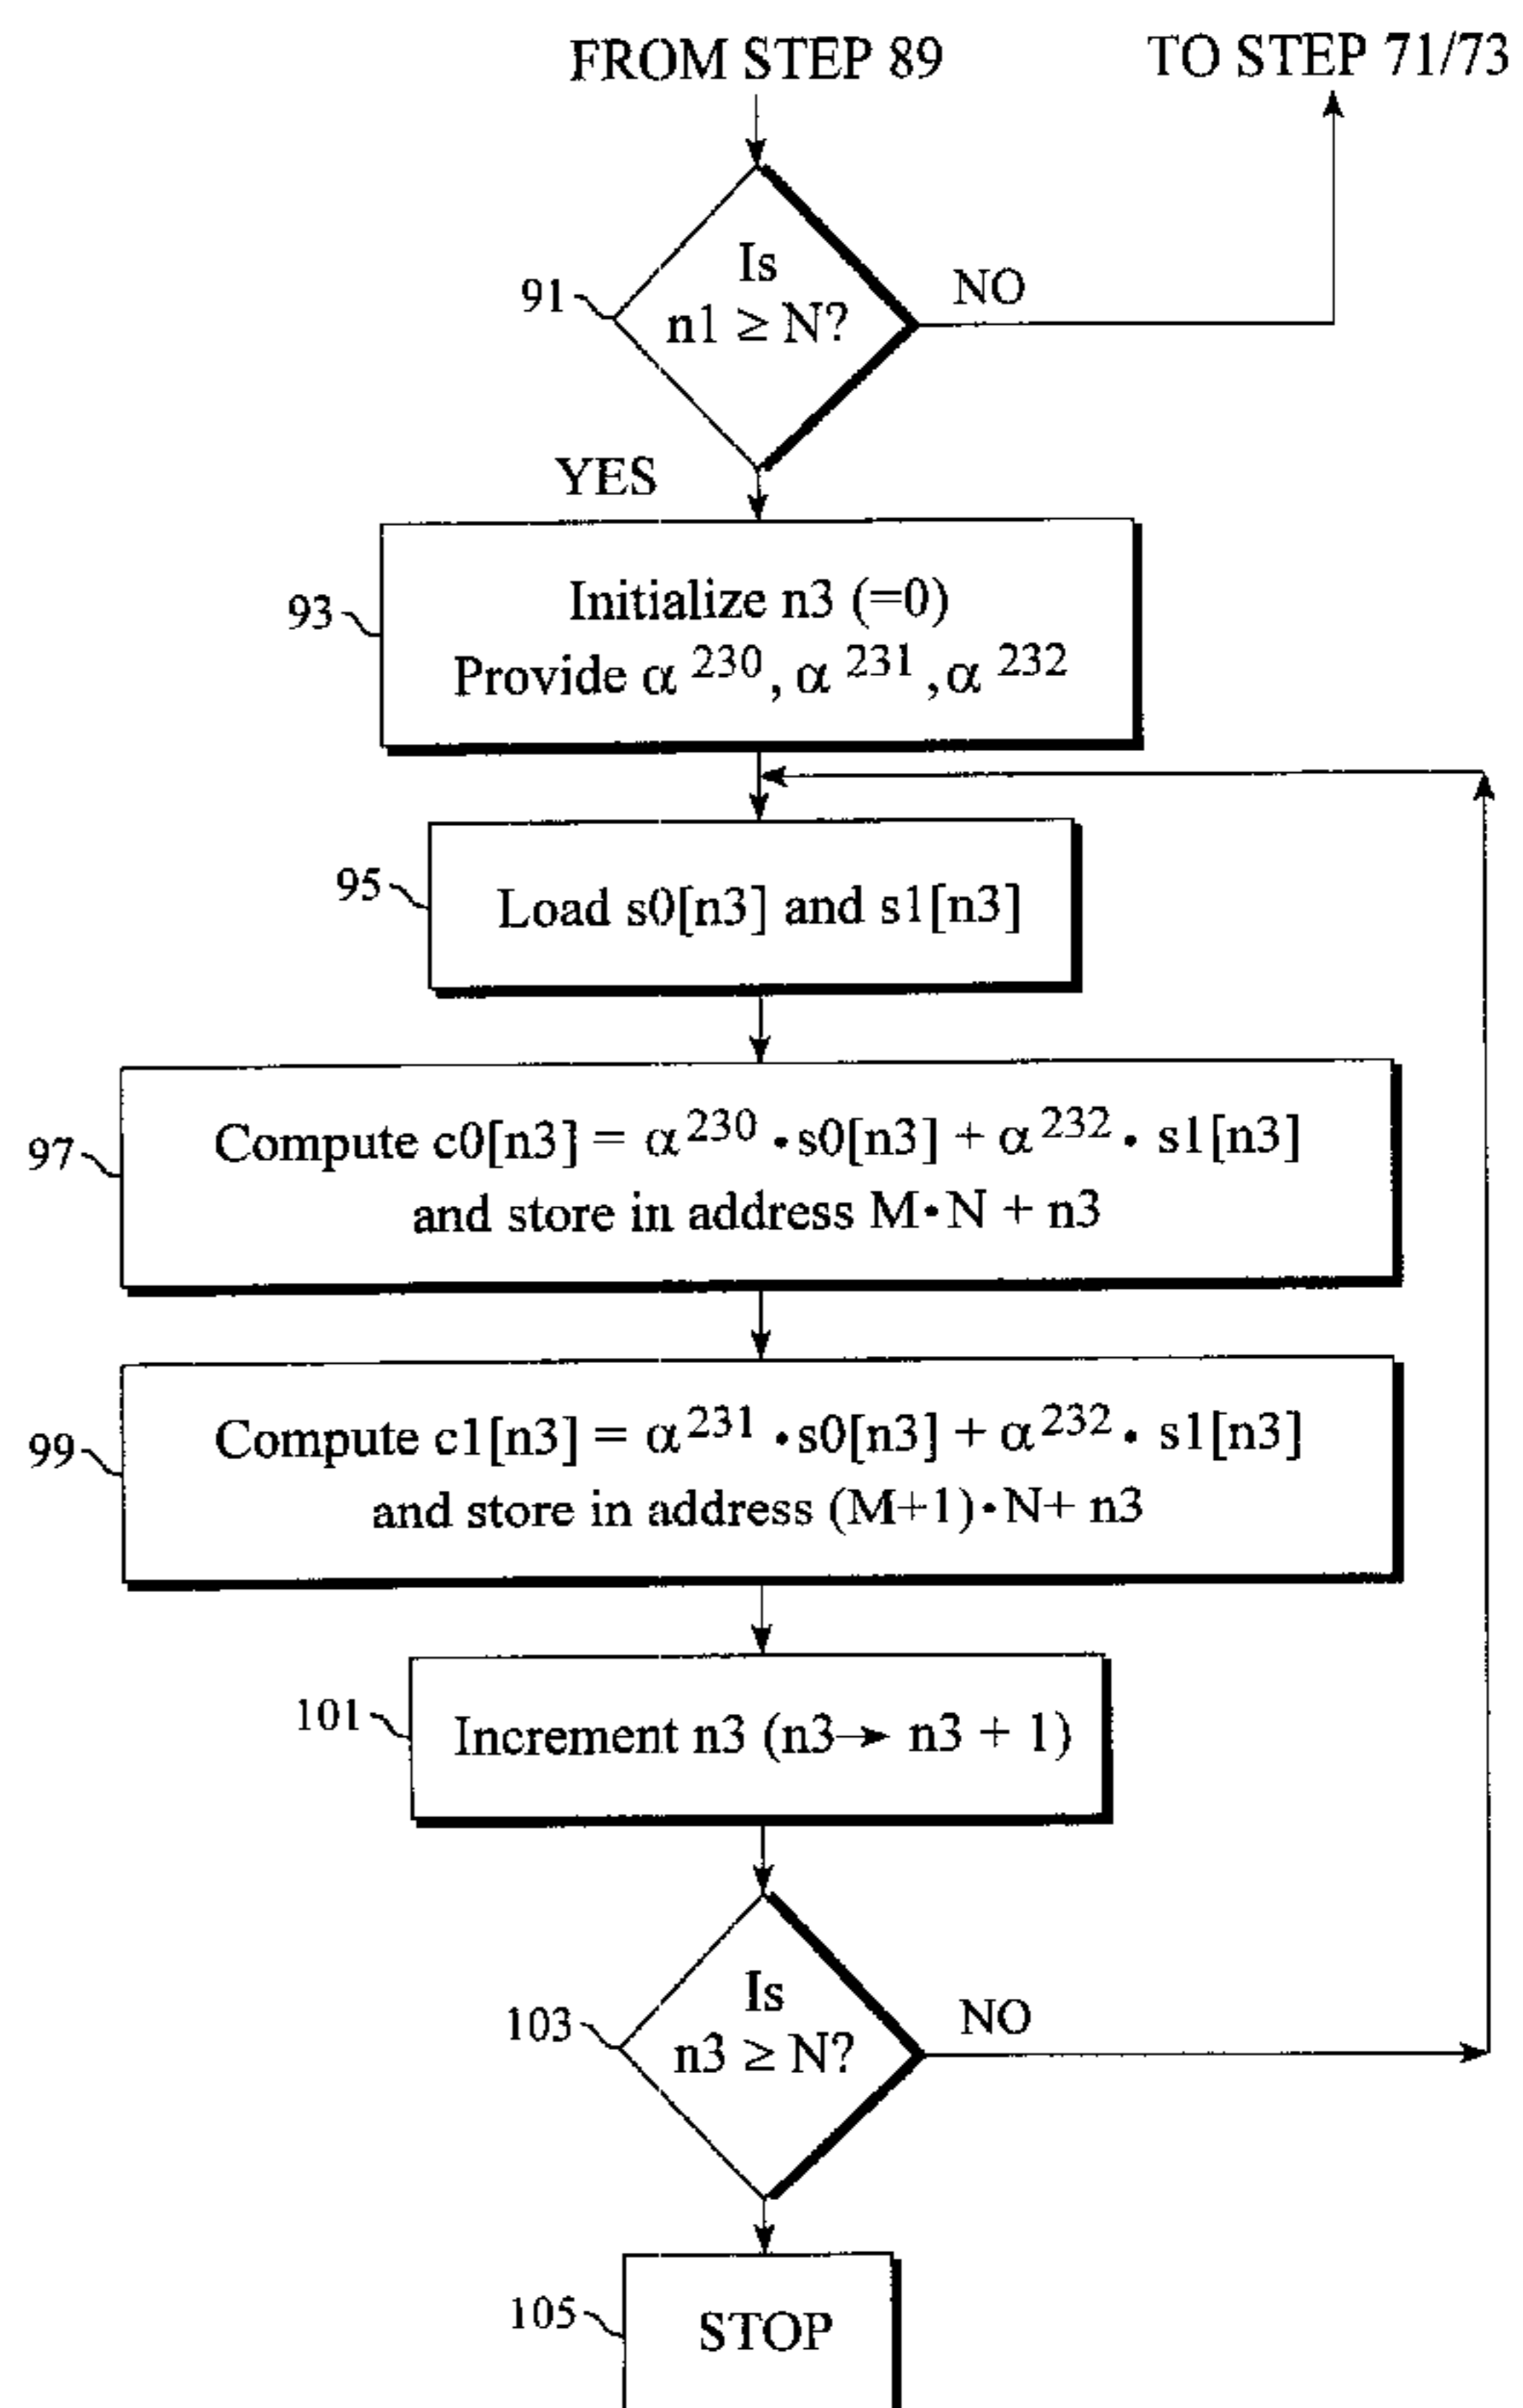 FROM STEP 89
TO STEP 71/73
91
Is
n1 ≥ N?
NO
YES
93
Initialize n3 (=0)
Provide α 230, α 231, α 232
95
Load s0[n3] and s1[n3]
97
Compute c0[n3] = α230 • s0[n3] + α232 • s1[n3]
and store in address M•N + n3
99
Compute c1[n3] = α231 • s0[n3] + α232 • s1[n3]
and store in address (M+1)•N+ n3
101
Increment n3 (n3→ n3 + 1)
103
Is
n3 ≥ N?
NO
105
STOP